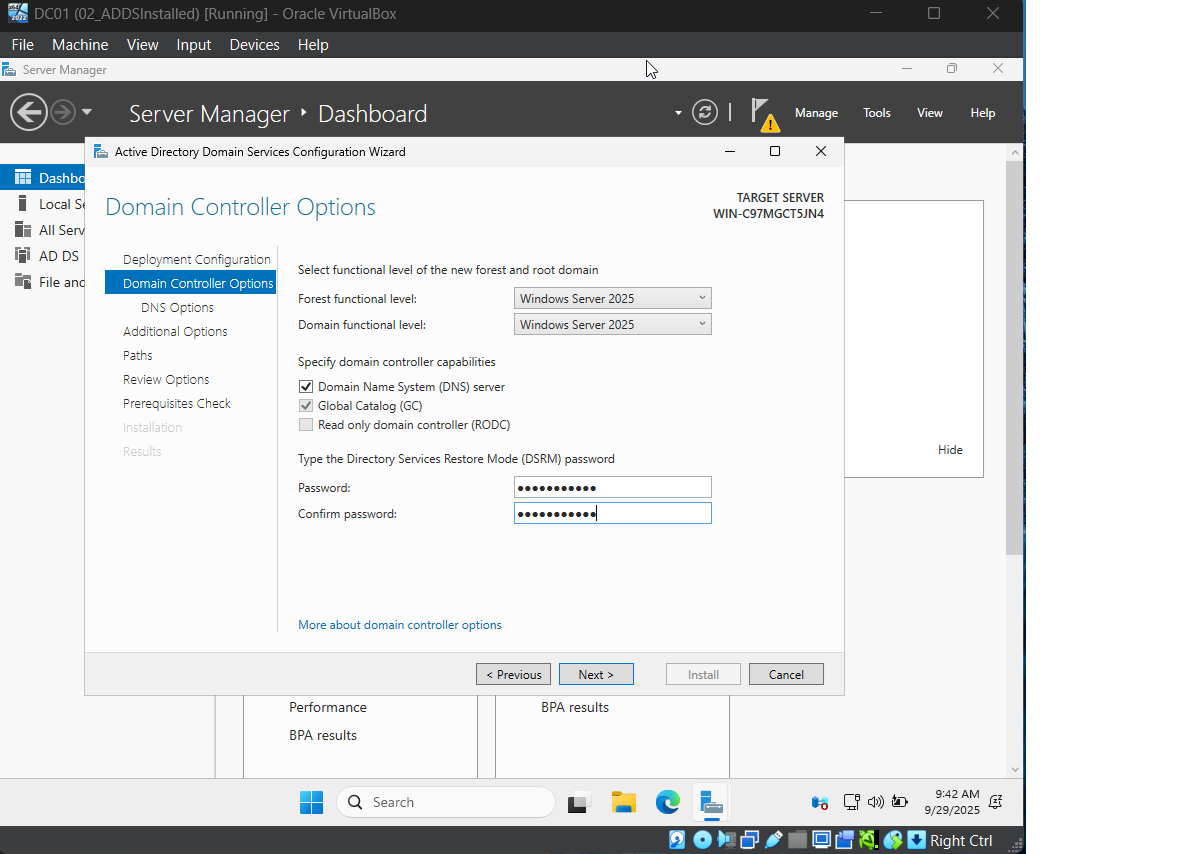 DC01 (02_ADDSInstalled) [Running] - Oracle VirtualBox
File Machine View Input Devices Help
Server Manager
Server Manager ‣ Dashboard
Manage Tools View Help
Active Directory Domain Services Configuration Wizard
Dashbo
Local Se
All Serv
AD DS
File and
Domain Controller Options
TARGET SERVER
WIN-C97MGCT5JN4
Deployment Configuration
Domain Controller Options
DNS Options
Additional Options
Paths
Review Options
Prerequisites Check
Installation
Results
Select functional level of the new forest and root domain
Forest functional level: Windows Server 2025
Domain functional level: Windows Server 2025
Specify domain controller capabilities
Domain Name System (DNS) server
Global Catalog (GC)
Read only domain controller (RODC)
Type the Directory Services Restore Mode (DSRM) password
Password: ●●●●●●●●●●●
Confirm password: ●●●●●●●●●●●
More about domain controller options
Hide
< Previous Next > Install Cancel
Performance
BPA results
BPA results
Search
9:42 AM
9/29/2025
Right Ctrl